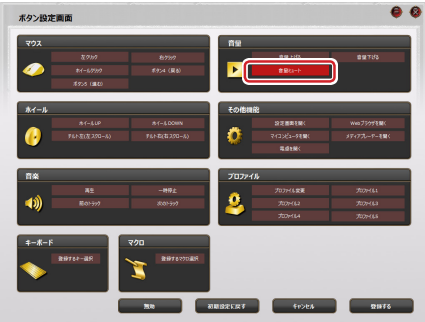 ボタン設定画面
マウス
左クリック
右クリック
ホイールクリック
ボタン4（戻る）
ボタン5（進む）
音量
音量上げる
音量下げる
音量ミュート
ホイール
ホイールUP
ホイールDOWN
チルト左(左スクロール)
チルト右(右スクロール)
その他機能
設定画面を開く
Webブラウザを開く
マイコンピュータを開く
メディアプレーヤーを開く
電卓を開く
音楽
再生
一時停止
前のトラック
次のトラック
プロファイル
プロファイル変更
プロファイル1
プロファイル2
プロファイル3
プロファイル4
プロファイル5
キーボード
登録するキー選択
マクロ
登録するマクロ選択
無効
初期設定に戻す
キャンセル
登録する